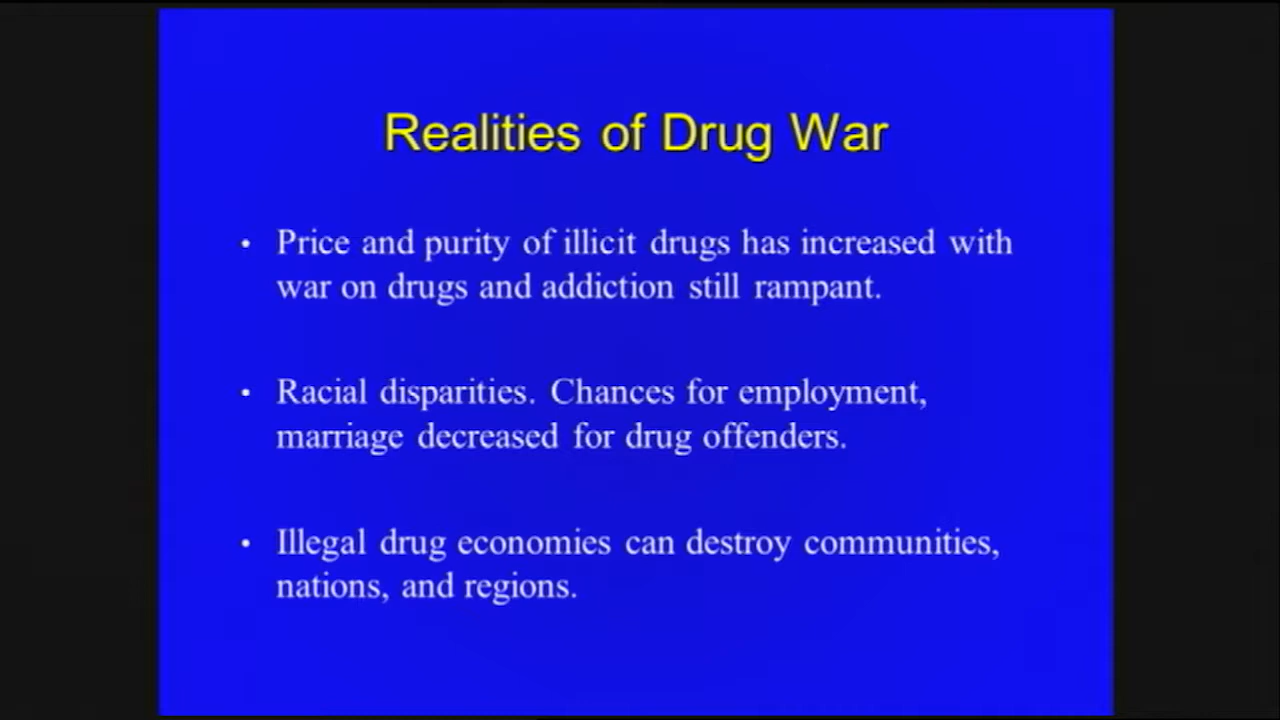 Realities of Drug War
• Price and purity of illicit drugs has increased with
war on drugs and addiction still rampant.
• Racial disparities. Chances for employment,
marriage decreased for drug offenders.
• Illegal drug economies can destroy communities,
nations, and regions.